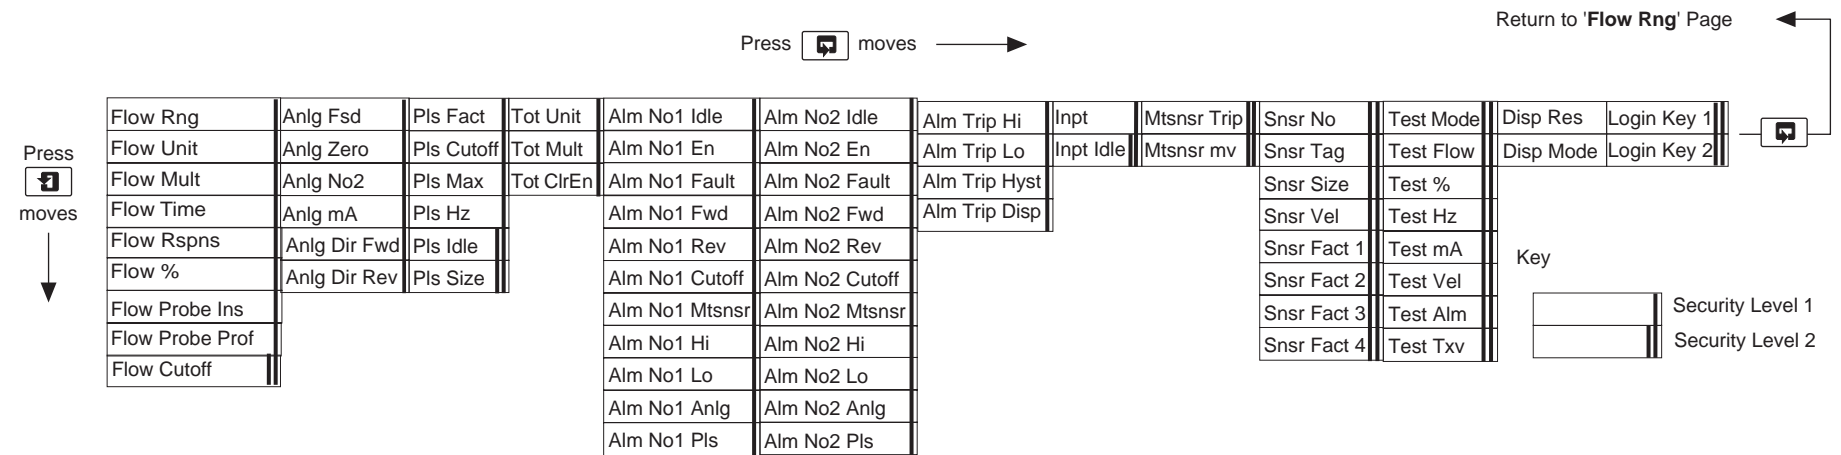 Return to 'Flow Rng' Page
Press moves
Press
moves
Flow Rng
Flow Unit
Flow Mult
Flow Time
Flow Rspns
Flow %
Flow Probe Ins
Flow Probe Prof
Flow Cutoff
Anlg Fsd
Anlg Zero
Anlg No2
Anlg mA
Anlg Dir Fwd
Anlg Dir Rev
Pls Fact
Pls Cutoff
Pls Max
Pls Hz
Pls Idle
Pls Size
Tot Unit
Tot Mult
Tot ClrEn
Alm No1 Idle
Alm No1 En
Alm No1 Fault
Alm No1 Fwd
Alm No1 Rev
Alm No1 Cutoff
Alm No1 Mtsnsr
Alm No1 Hi
Alm No1 Lo
Alm No1 Anlg
Alm No1 Pls
Alm No2 Idle
Alm No2 En
Alm No2 Fault
Alm No2 Fwd
Alm No2 Rev
Alm No2 Cutoff
Alm No2 Mtsnsr
Alm No2 Hi
Alm No2 Lo
Alm No2 Anlg
Alm No2 Pls
Alm Trip Hi
Alm Trip Lo
Alm Trip Hyst
Alm Trip Disp
Inpt
Inpt Idle
Mtsnsr Trip
Mtsnsr mv
Snsr No
Snsr Tag
Snsr Size
Snsr Vel
Snsr Fact 1
Snsr Fact 2
Snsr Fact 3
Snsr Fact 4
Test Mode
Test Flow
Test %
Test Hz
Test mA
Test Vel
Test Alm
Test Txv
Disp Res
Disp Mode
Login Key 1
Login Key 2
Key
Security Level 1
Security Level 2